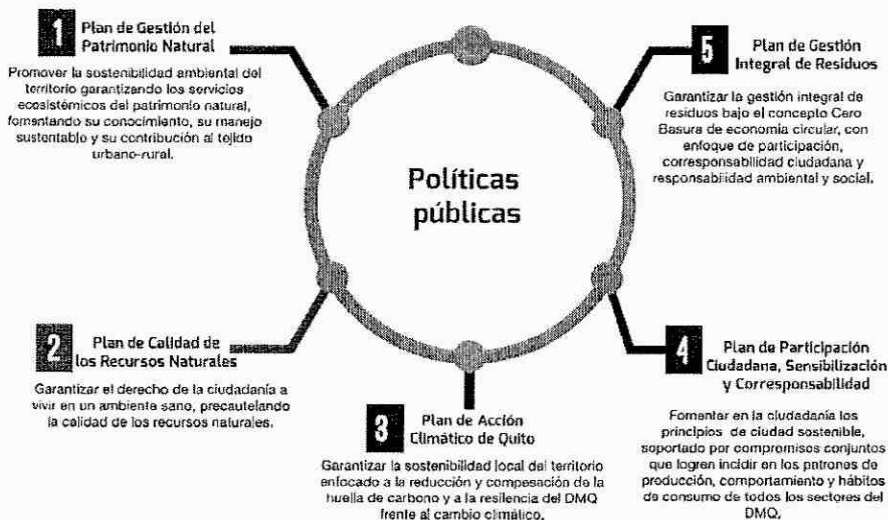 1
Plan de Gestión del
Patrimonio Natural
Promover la sostenibilidad ambiental del
territorio garantizando los servicios
ecosistémicos del patrimonio natural,
fomentando su conocimiento, su manejo
sustentable y su contribución al tejido
urbano-rural.
2
Plan de Calidad de
los Recursos Naturales
Garantizar el derecho de la ciudadanía a
vivir en un ambiente sano, precautelando
la calidad de los recursos naturales.
Políticas
públicas
3
Plan de Acción
Climático de Quito
Garantizar a la sostenibilidad local del territorio
enfocado a la reducción y compesación de la
huella de carbono y a la resilencia del DMQ
frente al cambio climático.
4
Plan de Participación
Ciudadana, Sensibilización
y Corresponsabilidad
Fomentar en la ciudadanía los
principios de ciudad sostenible,
soportado por compromisos conjuntos
que logren incidir en los patrones de
producción, comportamiento y hábitos
de consumo de todos los sectores del
DMQ.
5
Plan de Gestión
Integral de Residuos
Garantizar la gestión integral de
residuos bajo el concepto Cero
Basura de economía circular, con
enfoque de participación,
corresponsabilidad ciudadana y
responsabilidad ambiental y social.